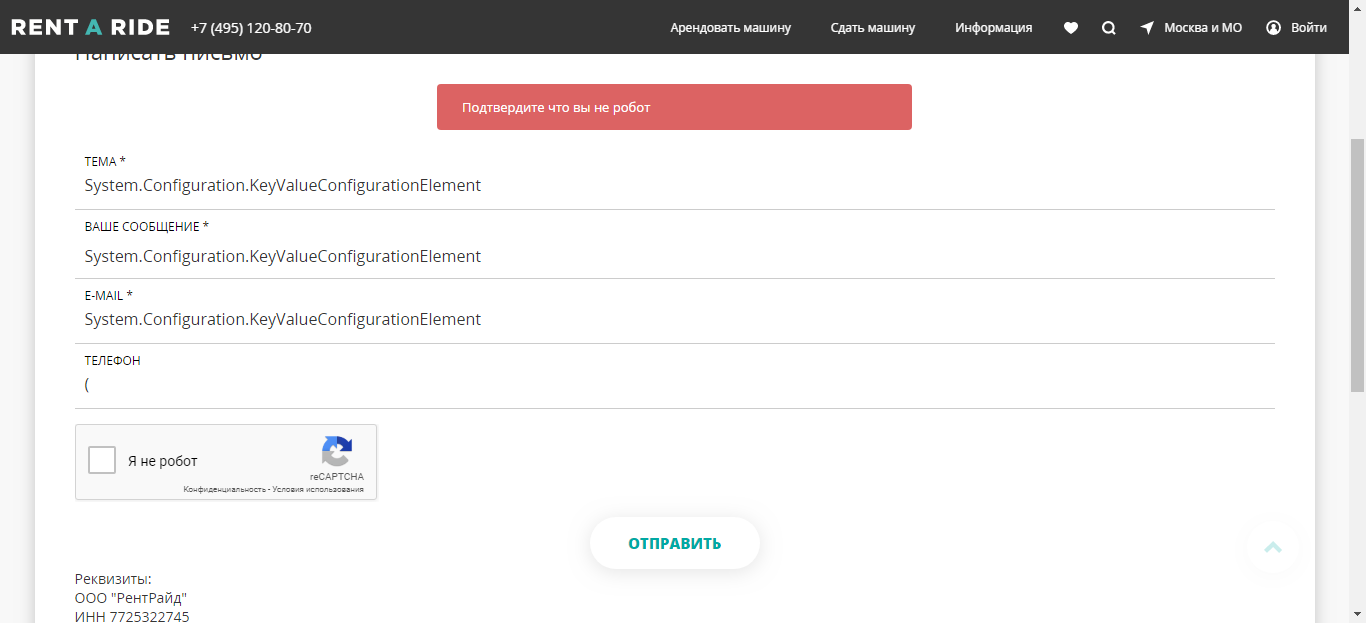 RENT A RIDE +7 (495) 120-80-70 Арендовать машину Сдать машину Информация Москва и МО Войти
Написать письмо
Подтвердите что вы не робот
ТЕМА *
System.Configuration.KeyValueConfigurationElement
ВАШЕ СООБЩЕНИЕ *
System.Configuration.KeyValueConfigurationElement
E-MAIL *
System.Configuration.KeyValueConfigurationElement
ТЕЛЕФОН
(
Я не робот
reCAPTCHA
Конфиденциальность - Условия использования
ОТПРАВИТЬ
Реквизиты:
ООО "РентРайд"
ИНН 7725322745